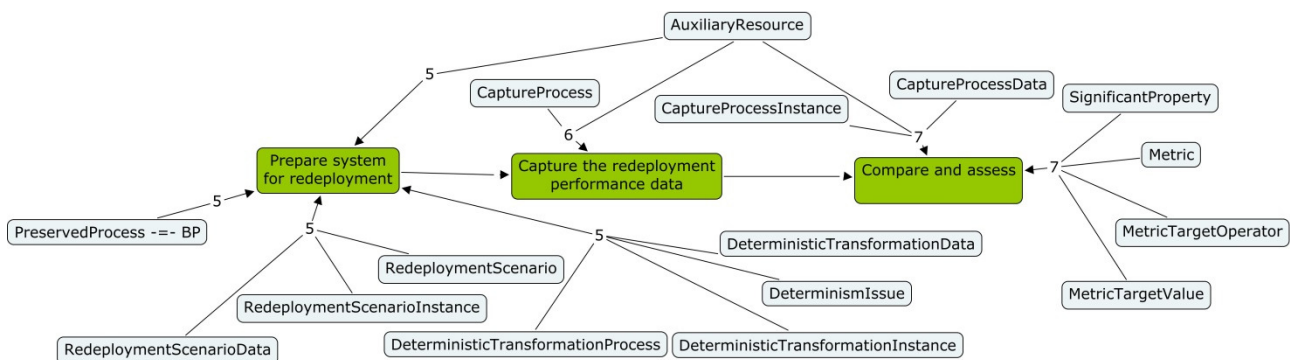 AuxiliaryResource
5
CaptureProcess
CaptureProcessInstance
CaptureProcessData
SignificantProperty
6
7
Prepare system
for redeployment
Capture the redeployment
performance data
Compare and assess
7
Metric
5
PreservedProcess -=- BP
5
5
MetricTargetOperator
DeterministicTransformationData
RedeploymentScenario
DeterminismIssue
MetricTargetValue
RedeploymentScenarioInstance
RedeploymentScenarioData
DeterministicTransformationProcess
DeterministicTransformationInstance